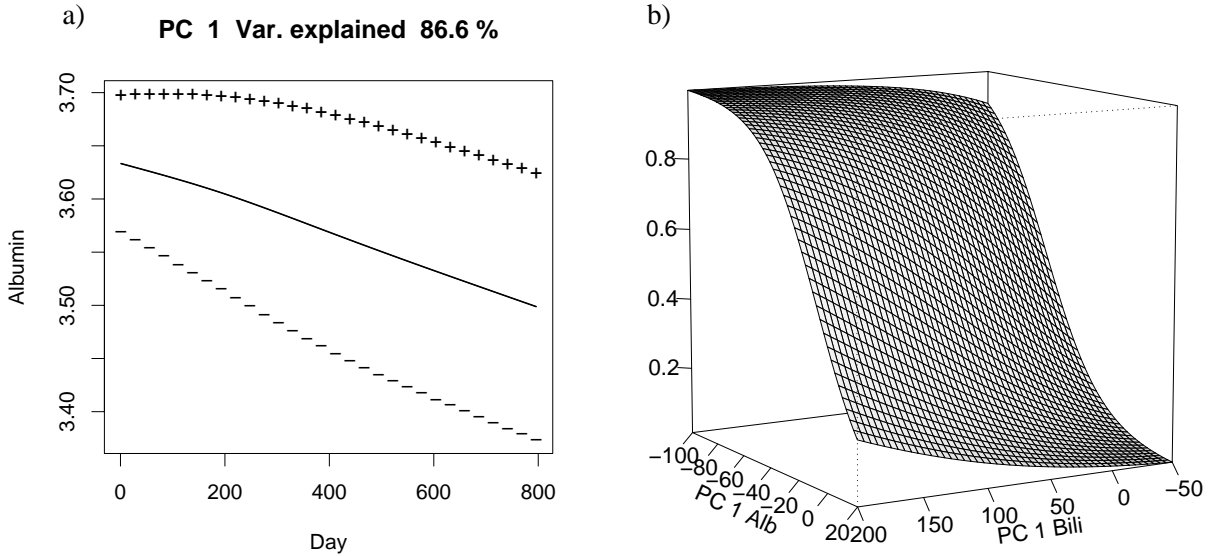 a)
PC 1 Var. explained 86.6 %
3.70
3.60
3.50
3.40
Albumin
0 200 400 600 800
Day
b)
0.8
0.6
0.4
0.2
−100
−80
−60
−40
−20
0
20
PC 1 Alb
200
150
100
50
0
−50
PC 1 Bili